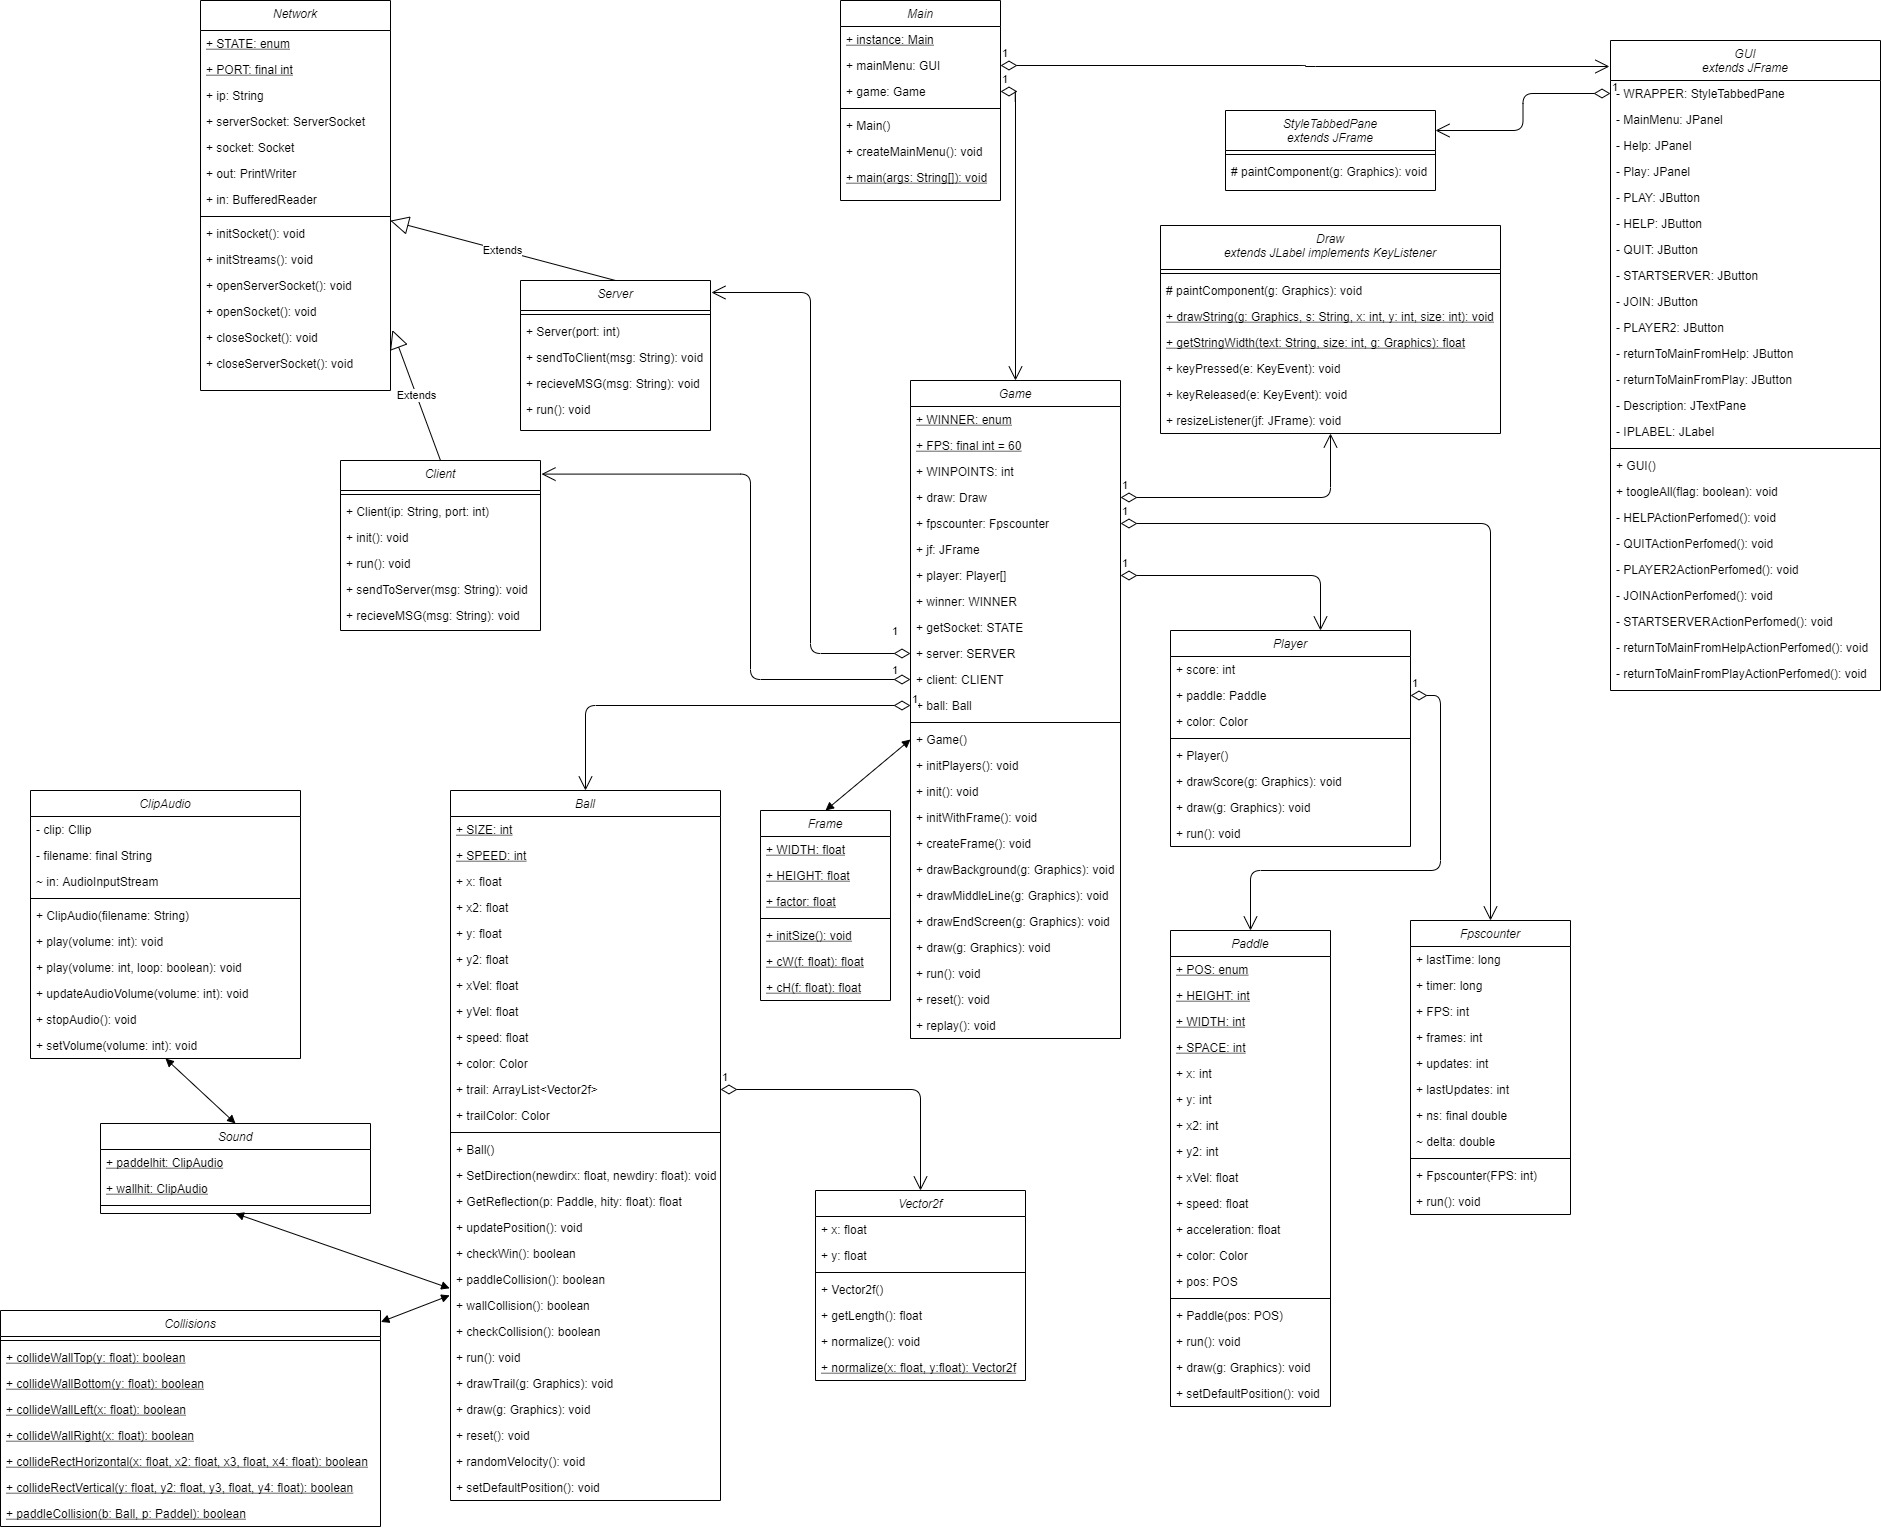 Network
+ STATE: enum
+ PORT: final int
+ ip: String
+ serverSocket: ServerSocket
+ socket: Socket
+ out: PrintWriter
+ in: BufferedReader
+ initSocket(): void
+ initStreams(): void
+ openServerSocket(): void
+ openSocket(): void
+ closeSocket(): void
+ closeServerSocket(): void
Extends
Extends
Server
+ Server(port: int)
+ sendToClient(msg: String): void
+ recieveMSG(msg: String): void
+ run(): void
Client
+ Client(ip: String, port: int)
+ init(): void
+ run(): void
+ sendToServer(msg: String): void
+ recieveMSG(msg: String): void
Main
+ instance: Main
+ mainMenu: GUI
+ game: Game
+ Main()
+ createMainMenu(): void
+ main(args: String[]): void
1
1
GUI
extends JFrame
1
- WRAPPER: StyleTabbedPane
- MainMenu: JPanel
- Help: JPanel
- Play: JPanel
- PLAY: JButton
- HELP: JButton
- QUIT: JButton
- STARTSERVER: JButton
- JOIN: JButton
- PLAYER2: JButton
- returnToMainFromHelp: JButton
- returnToMainFromPlay: JButton
- Description: JTextPane
- IPLABEL: JLabel
+ GUI()
+ toogleAll(flag: boolean): void
- HELPActionPerfomed(): void
- QUITActionPerfomed(): void
- PLAYER2ActionPerfomed(): void
- JOINActionPerfomed(): void
- STARTSERVERActionPerfomed(): void
- returnToMainFromHelpActionPerfomed(): void
- returnToMainFromPlayActionPerfomed(): void
StyleTabbedPane
extends JFrame
# paintComponent(g: Graphics): void
Draw
extends JLabel implements KeyListener
# paintComponent(g: Graphics): void
+ drawString(g: Graphics, s: String, x: int, y: int, size: int): void
+ getStringWidth(text: String, size: int, g: Graphics): float
+ keyPressed(e: KeyEvent): void
+ keyReleased(e: KeyEvent): void
+ resizeListener(jf: JFrame): void
Game
+ WINNER: enum
+ FPS: final int = 60
+ WINPOINTS: int
+ draw: Draw
+ fpscounter: Fpscounter
+ jf: JFrame
+ player: Player[]
+ winner: WINNER
+ getSocket: STATE
+ server: SERVER
+ client: CLIENT
+ ball: Ball
+ Game()
+ initPlayers(): void
+ init(): void
+ initWithFrame(): void
+ createFrame(): void
+ drawBackground(g: Graphics): void
+ drawMiddleLine(g: Graphics): void
+ drawEndScreen(g: Graphics): void
+ draw(g: Graphics): void
+ run(): void
+ reset(): void
+ replay(): void
1
1
1
1
1
1
Player
+ score: int
+ paddle: Paddle
+ color: Color
+ Player()
+ drawScore(g: Graphics): void
+ draw(g: Graphics): void
+ run(): void
1
ClipAudio
- clip: Cllip
- filename: final String
~ in: AudioInputStream
+ ClipAudio(filename: String)
+ play(volume: int): void
+ play(volume: int, loop: boolean): void
+ updateAudioVolume(volume: int): void
+ stopAudio(): void
+ setVolume(volume: int): void
Ball
+ SIZE: int
+ SPEED: int
+ x: float
+ x2: float
+ y: float
+ y2: float
+ xVel: float
+ yVel: float
+ speed: float
+ color: Color
+ trail: ArrayList<Vector2f>
+ trailColor: Color
+ Ball()
+ SetDirection(newdirx: float, newdiry: float): void
+ GetReflection(p: Paddle, hity: float): float
+ updatePosition(): void
+ checkWin(): boolean
+ paddleCollision(): boolean
+ wallCollision(): boolean
+ checkCollision(): boolean
+ run(): void
+ drawTrail(g: Graphics): void
+ draw(g: Graphics): void
+ reset(): void
+ randomVelocity(): void
+ setDefaultPosition(): void
1
Frame
+ WIDTH: float
+ HEIGHT: float
+ factor: float
+ initSize(): void
+ cW(f: float): float
+ cH(f: float): float
Paddle
+ POS: enum
+ HEIGHT: int
+ WIDTH: int
+ SPACE: int
+ x: int
+ y: int
+ x2: int
+ y2: int
+ xVel: float
+ speed: float
+ acceleration: float
+ color: Color
+ pos: POS
+ Paddle(pos: POS)
+ run(): void
+ draw(g: Graphics): void
+ setDefaultPosition(): void
Fpscounter
+ lastTime: long
+ timer: long
+ FPS: int
+ frames: int
+ updates: int
+ lastUpdates: int
+ ns: final double
~ delta: double
+ Fpscounter(FPS: int)
+ run(): void
Sound
+ paddelhit: ClipAudio
+ wallhit: ClipAudio
Vector2f
+ x: float
+ y: float
+ Vector2f()
+ getLength(): float
+ normalize(): void
+ normalize(x: float, y:float): Vector2f
Collisions
+ collideWallTop(y: float): boolean
+ collideWallBottom(y: float): boolean
+ collideWallLeft(x: float): boolean
+ collideWallRight(x: float): boolean
+ collideRectHorizontal(x: float, x2: float, x3, float, x4: float): boolean
+ collideRectVertical(y: float, y2: float, y3, float, y4: float): boolean
+ paddleCollision(b: Ball, p: Paddel): boolean